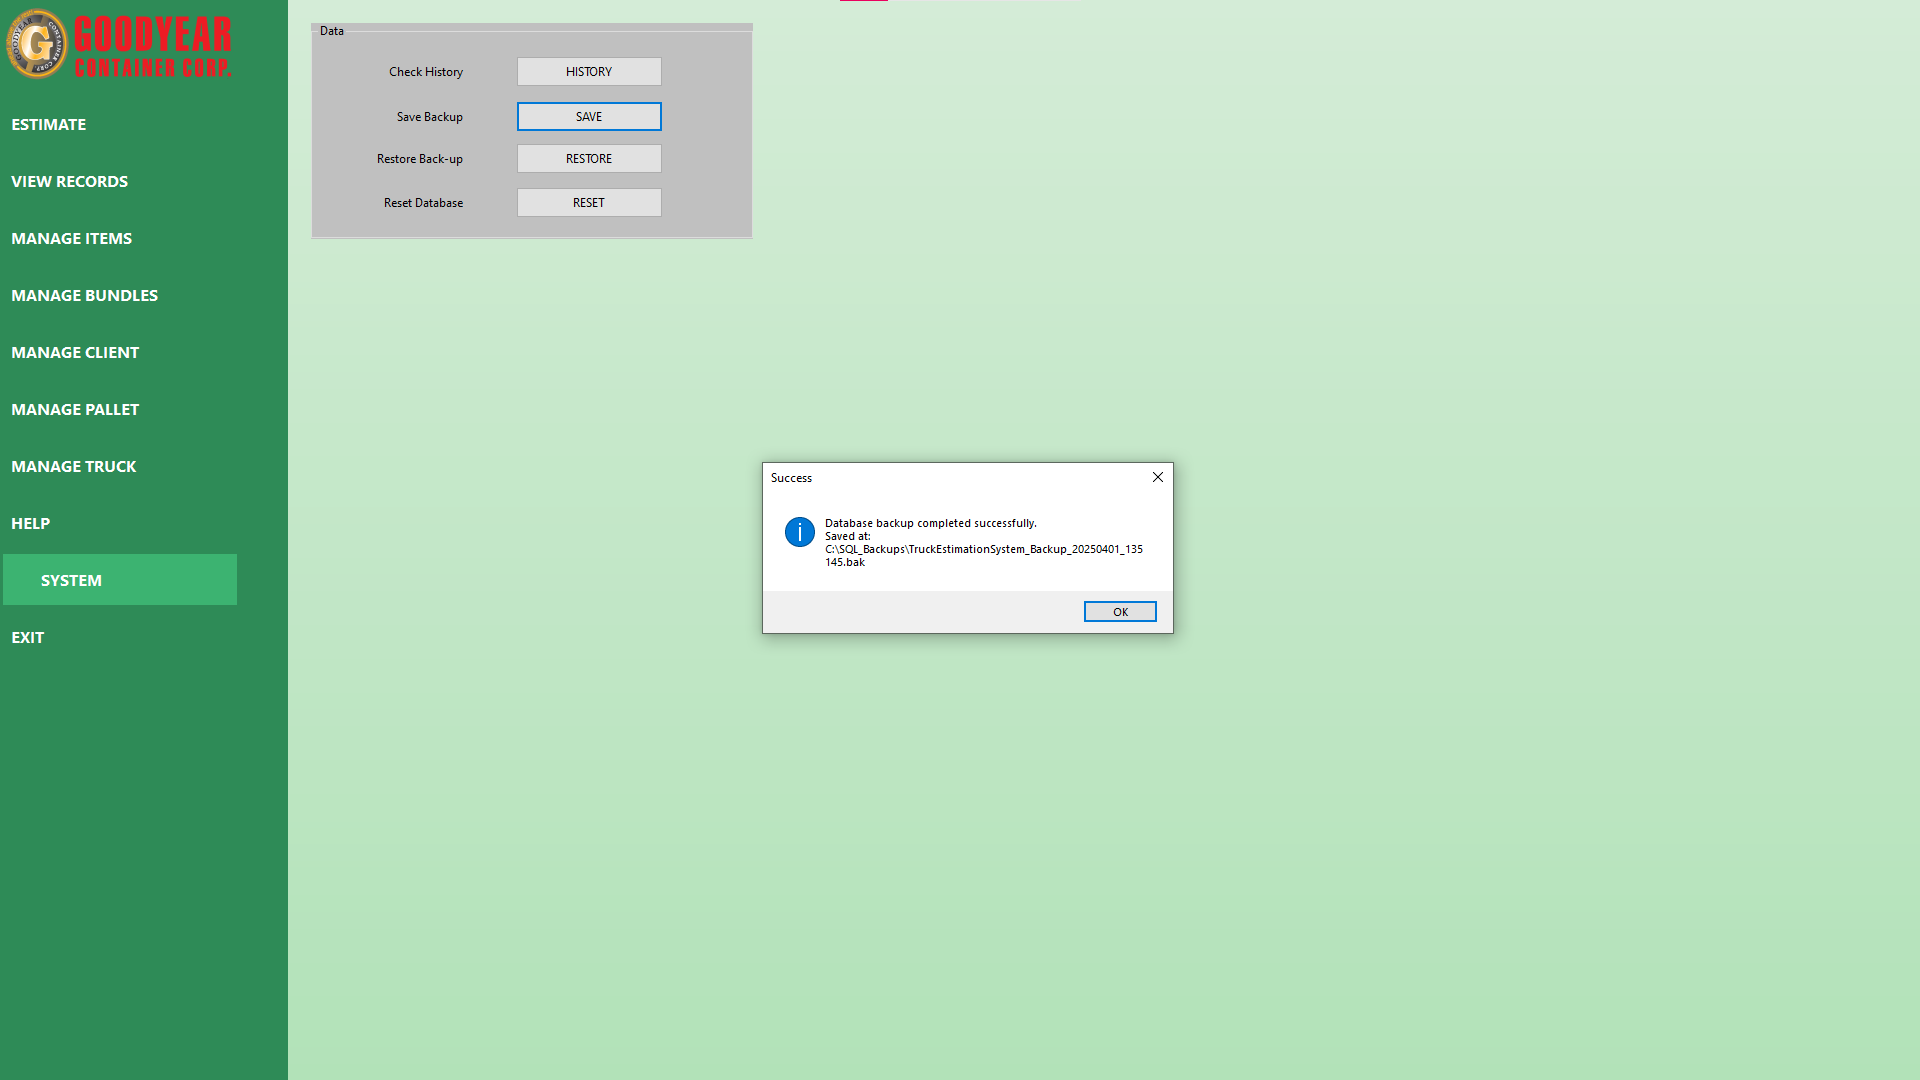 GOODYEAR
CONTAINER CORP.
ESTIMATE
VIEW RECORDS
MANAGE ITEMS
MANAGE BUNDLES
MANAGE CLIENT
MANAGE PALLET
MANAGE TRUCK
HELP
SYSTEM
EXIT
Data
Check History HISTORY
Save Backup SAVE
Restore Back-up RESTORE
Reset Database RESET
Success
Database backup completed successfully.
Saved at:
C:\SQL_Backups\TruckEstimationSystem_Backup_20250401_135
145.bak
OK